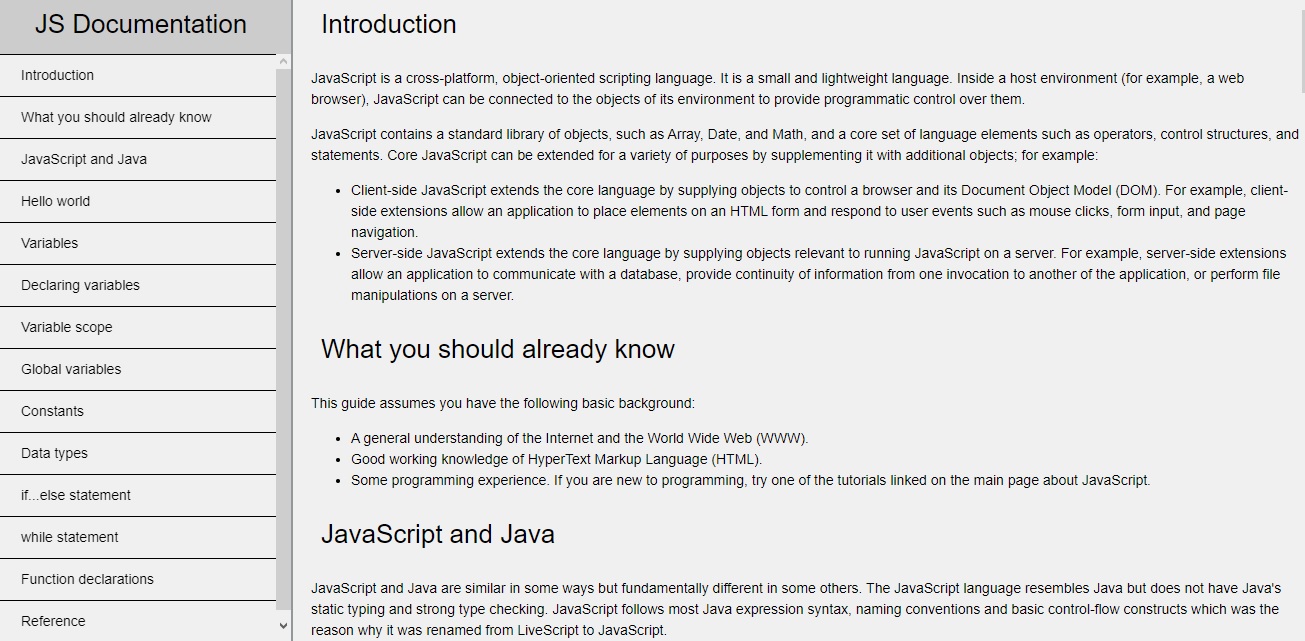 JS Documentation
Introduction
What you should already know
JavaScript and Java
Hello world
Variables
Declaring variables
Variable scope
Global variables
Constants
Data types
if...else statement
while statement
Function declarations
Reference
Introduction
JavaScript is a cross-platform, object-oriented scripting language. It is a small and lightweight language. Inside a host environment (for example, a web
browser), JavaScript can be connected to the objects of its environment to provide programmatic control over them.
JavaScript contains a standard library of objects, such as Array, Date, and Math, and a core set of language elements such as operators, control structures, and
statements. Core JavaScript can be extended for a variety of purposes by supplementing it with additional objects; for example:
• Client-side JavaScript extends the core language by supplying objects to control a browser and its Document Object Model (DOM). For example, client-
side extensions allow an application to place elements on an HTML form and respond to user events such as mouse clicks, form input, and page
navigation.
• Server-side JavaScript extends the core language by supplying objects relevant to running JavaScript on a server. For example, server-side extensions
allow an application to communicate with a database, provide continuity of information from one invocation to another of the application, or perform file
manipulations on a server.
What you should already know
This guide assumes you have the following basic background:
• A general understanding of the Internet and the World Wide Web (WWW).
• Good working knowledge of HyperText Markup Language (HTML).
• Some programming experience. If you are new to programming, try one of the tutorials linked on the main page about JavaScript.
JavaScript and Java
JavaScript and Java are similar in some ways but fundamentally different in some others. The JavaScript language resembles Java but does not have Java's
static typing and strong type checking. JavaScript follows most Java expression syntax, naming conventions and basic control-flow constructs which was the
reason why it was renamed from LiveScript to JavaScript.